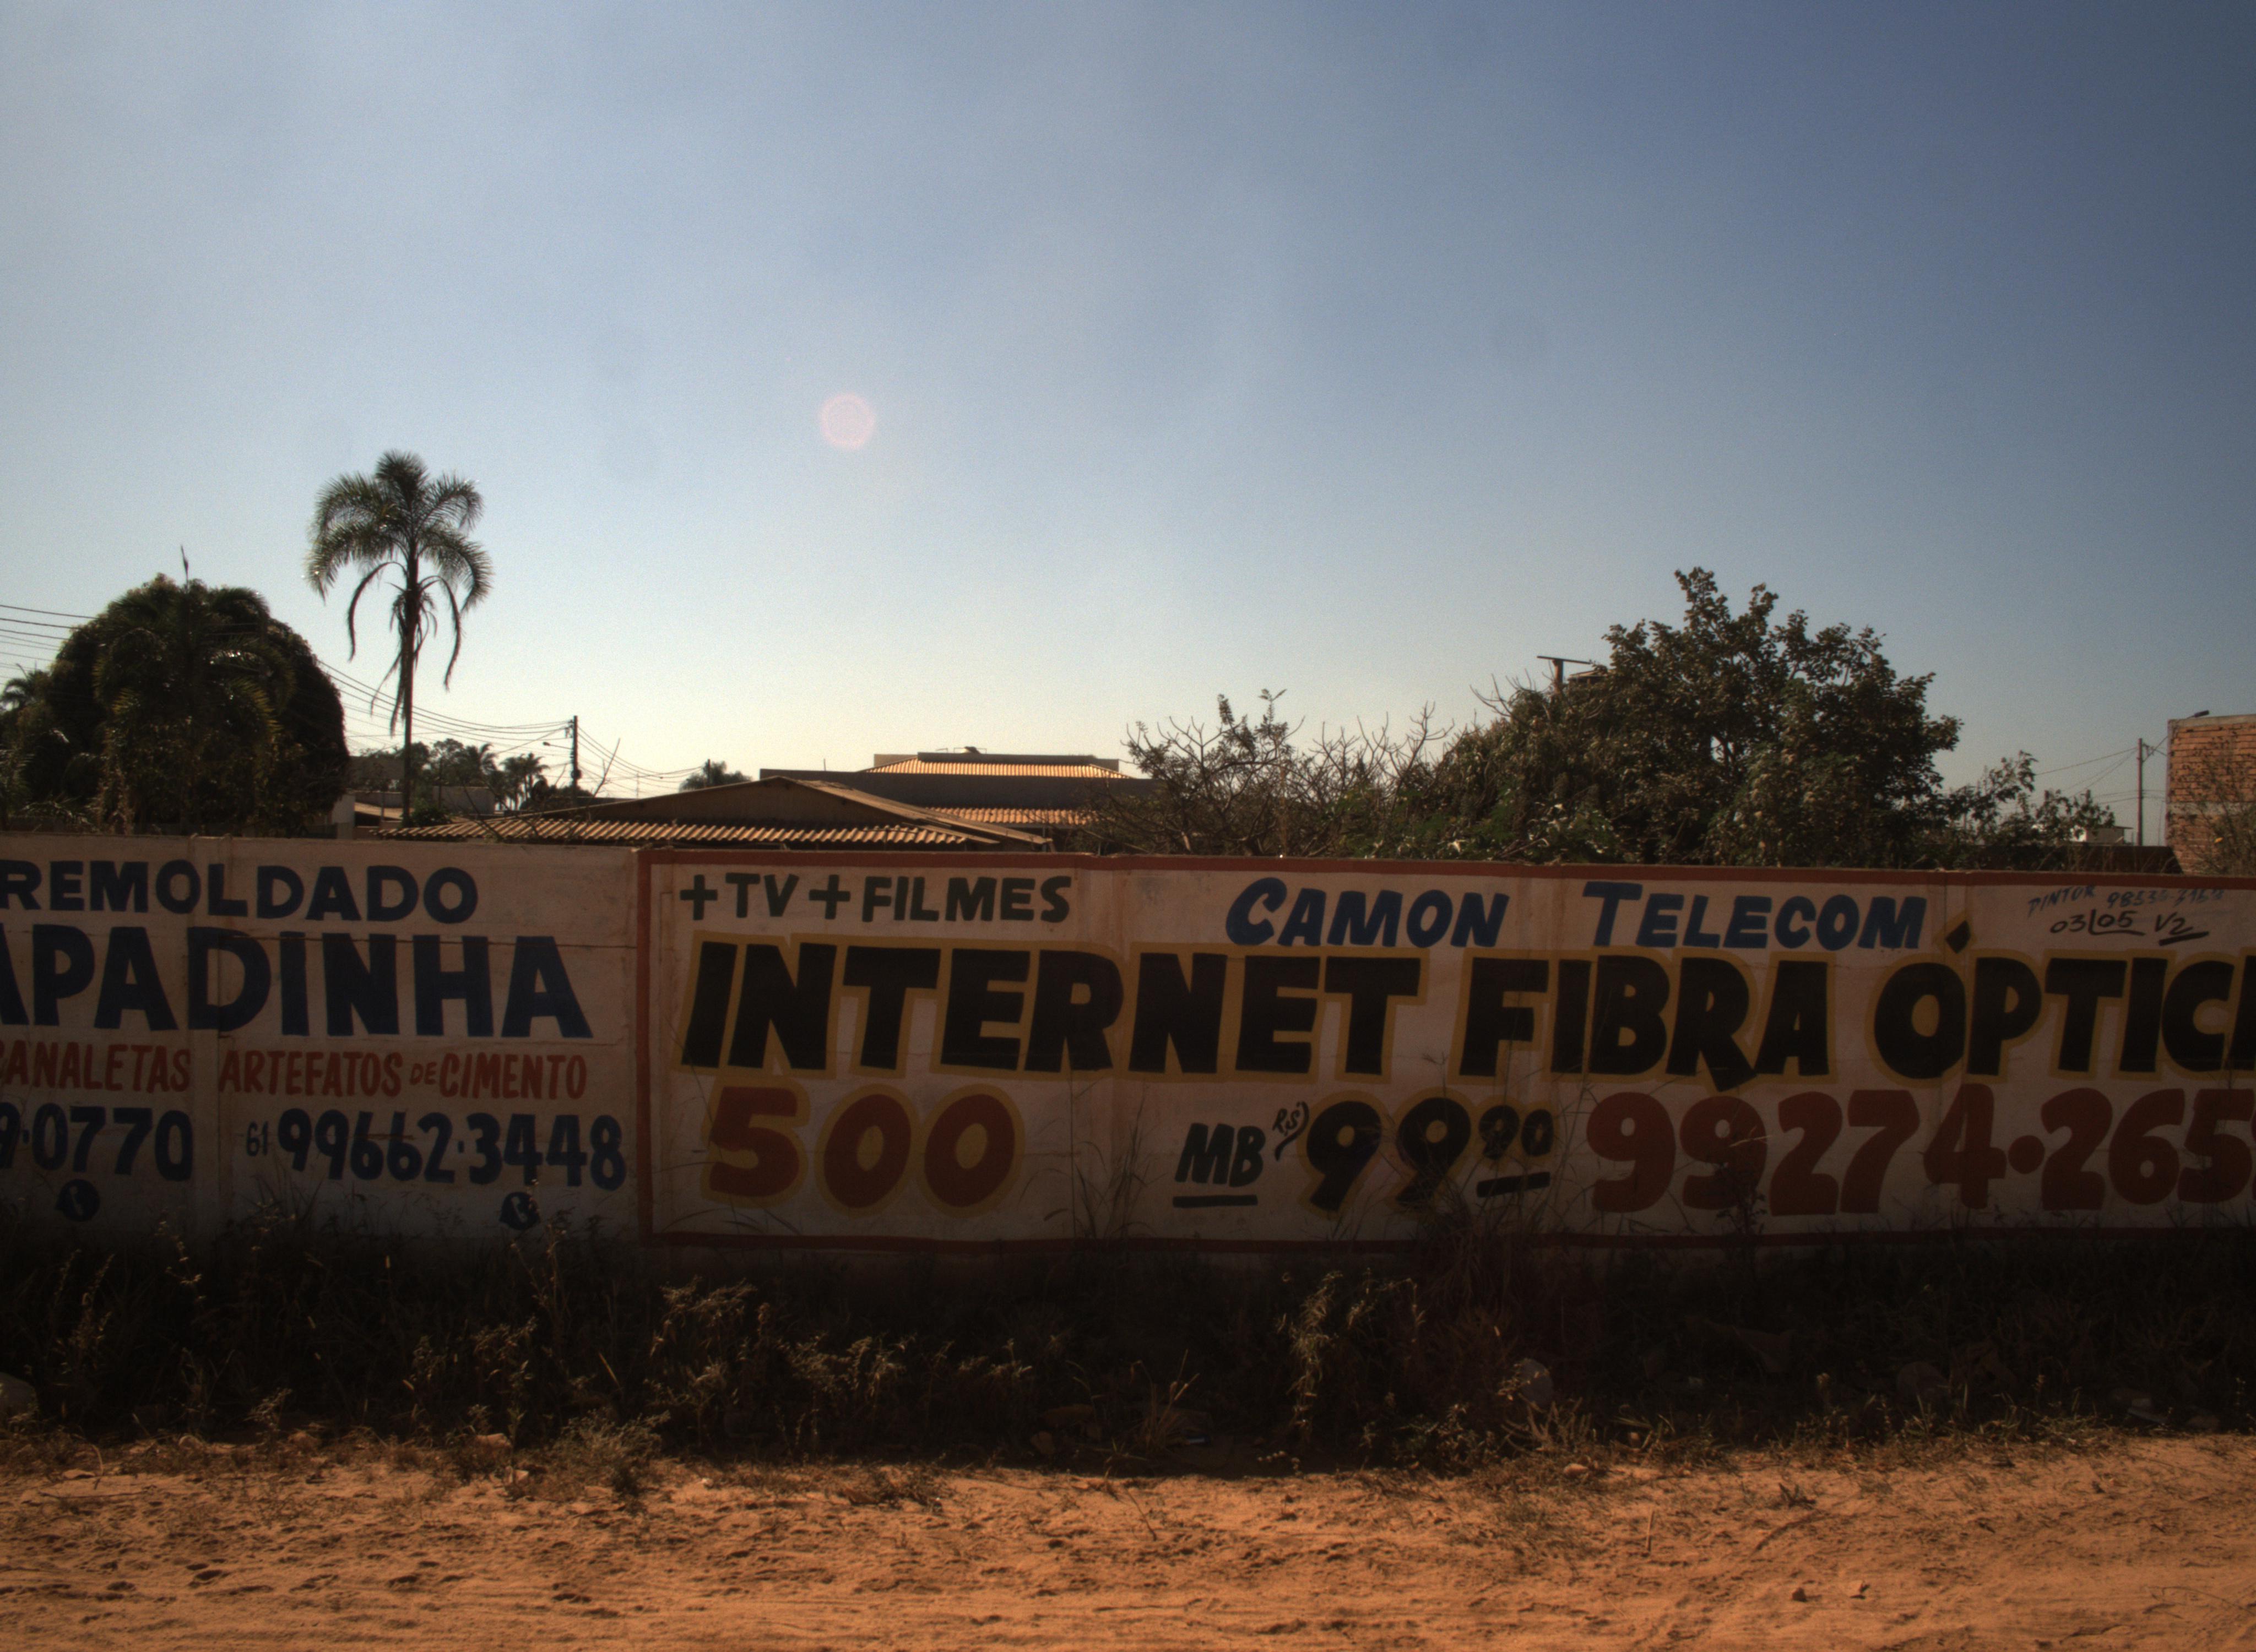 REMOLDADO
APADINHA
CANALETAS ARTEFATOS DE CIMENTO
9·0770 61 99662·3448
+TV+FILMES CAMON TELECOM
INTERNET FIBRA ÓPTIC
500 MB R$ 99,90 99274·265
PINTOR
03/05 V2